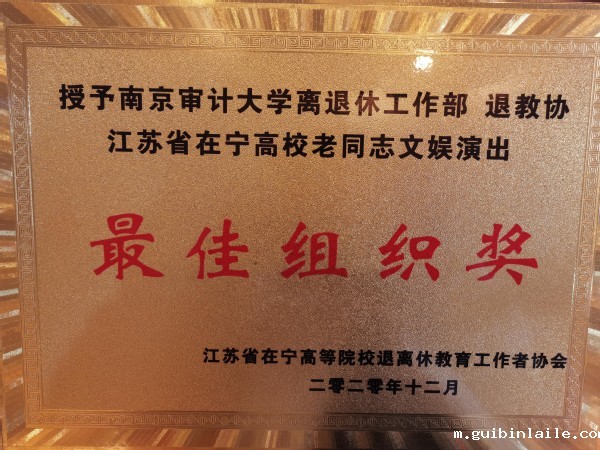 授予南京审计大学离退休工作部 退教协
江苏省在宁高校老同志文娱演出
最佳组织奖
江苏省在宁高等院校退离休教育工作者协会
二零二零年十二月
m.guibinlaile.com